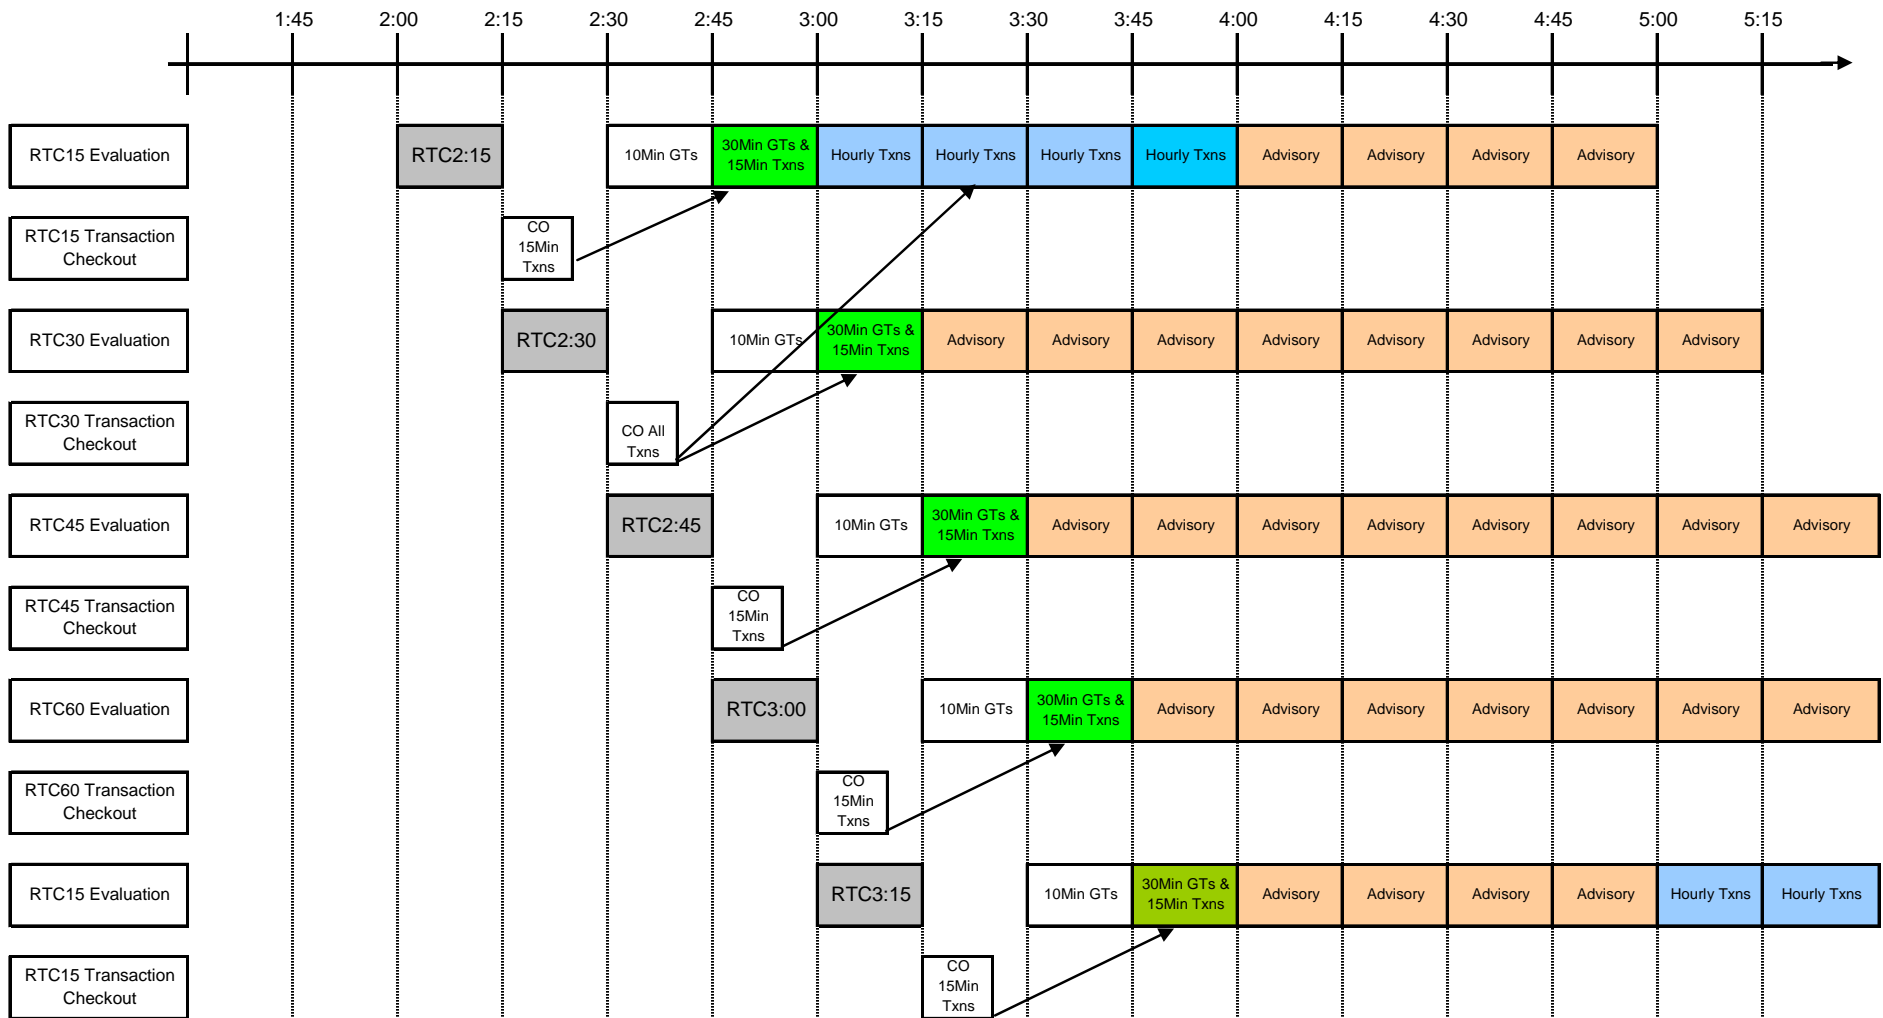 1:45 2:00 2:15 2:30 2:45 3:00 3:15 3:30 3:45 4:00 4:15 4:30 4:45 5:00 5:15
RTC15 Evaluation
RTC2:15
10Min GTs
30Min GTs &
15Min Txns
Hourly Txns
Hourly Txns
Hourly Txns
Hourly Txns
Advisory
Advisory
Advisory
Advisory
RTC15 Transaction
Checkout
CO
15Min
Txns
RTC30 Evaluation
RTC2:30
10Min GTs
30Min GTs &
15Min Txns
Advisory
Advisory
Advisory
Advisory
Advisory
Advisory
Advisory
Advisory
RTC30 Transaction
Checkout
CO All
Txns
RTC45 Evaluation
RTC2:45
10Min GTs
30Min GTs &
15Min Txns
Advisory
Advisory
Advisory
Advisory
Advisory
Advisory
Advisory
Advisory
RTC45 Transaction
Checkout
CO
15Min
Txns
RTC60 Evaluation
RTC3:00
10Min GTs
30Min GTs &
15Min Txns
Advisory
Advisory
Advisory
Advisory
Advisory
Advisory
Advisory
RTC60 Transaction
Checkout
CO
15Min
Txns
RTC15 Evaluation
RTC3:15
10Min GTs
30Min GTs &
15Min Txns
Advisory
Advisory
Advisory
Advisory
Hourly Txns
Hourly Txns
RTC15 Transaction
Checkout
CO
15Min
Txns